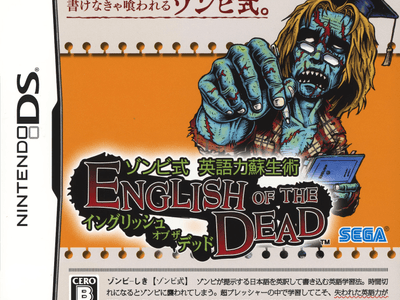 書けなきゃ喰われるゾンビ式。
NINTENDO DS™
ゾンビ式 英語力蘇生術
ENGLISH OF THE
DEAD™
イングリッシュ
オブザ
デッド
SEGA
CERO
B
ゾンビ－しき【ゾンビ式】 ゾンビが提示する日本語を英訳して書き込む英語学習法。時間切
れになるとゾンビに襲われてしまう。超プレッシャーの中で学習してこそ、失われた英語力が